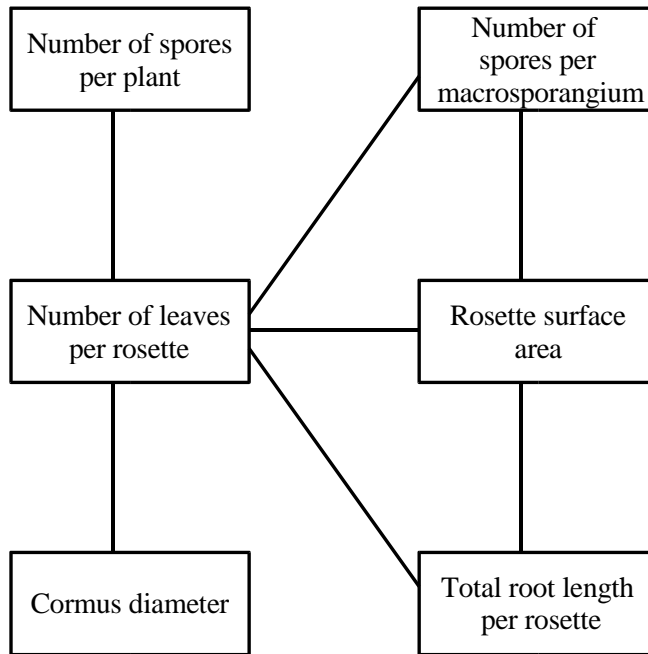 Number of spores
per plant
Number of
spores per
macrosporangium
Number of leaves
per rosette
Rosette surface
area
Cormus diameter
Total root length
per rosette